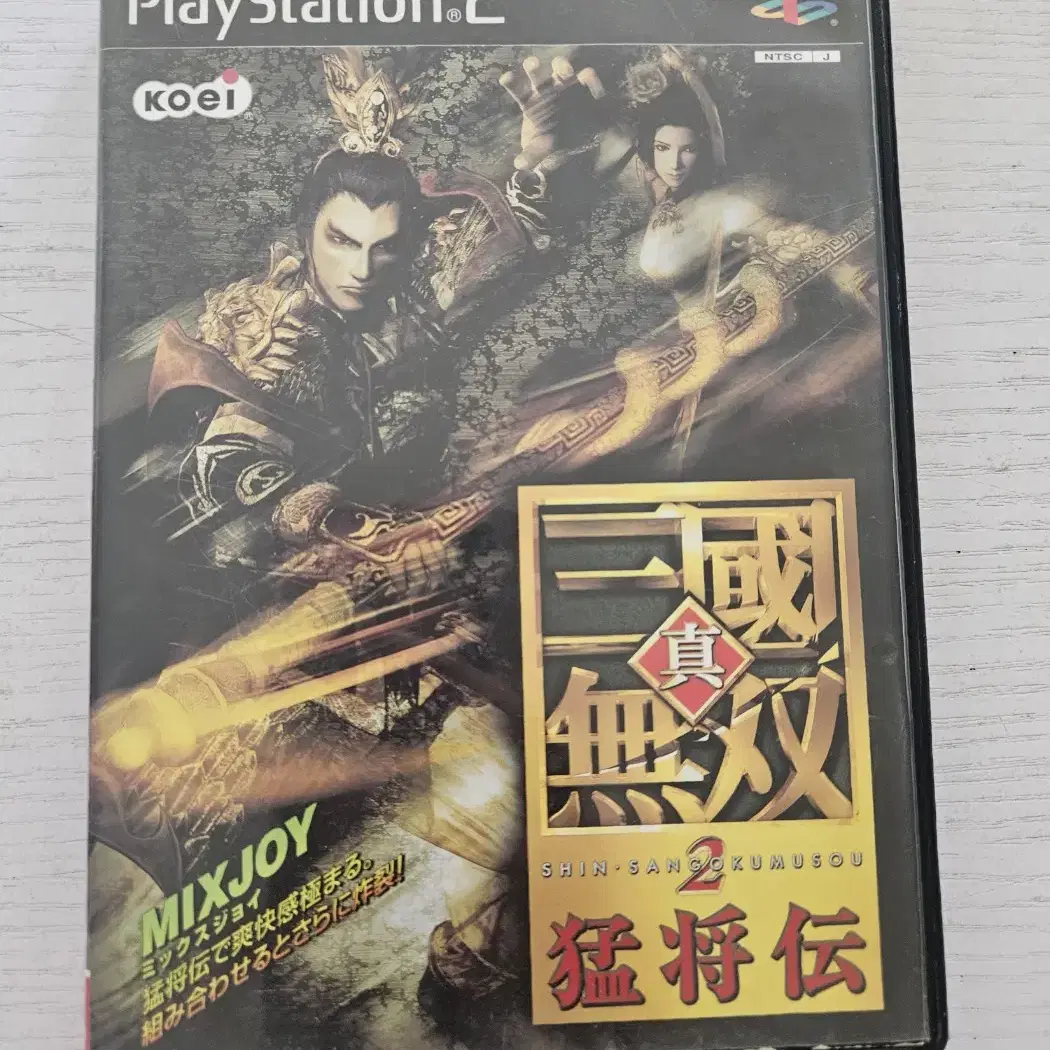 PlayStation®2
NTSC J
KOEI
三國
真
無双
2
SHIN・SANGOKUMUSOU
猛将伝
MIXJOY
ミックスジョイ
猛将伝で爽快感極まる。
組み合わせるとさらに炸裂!